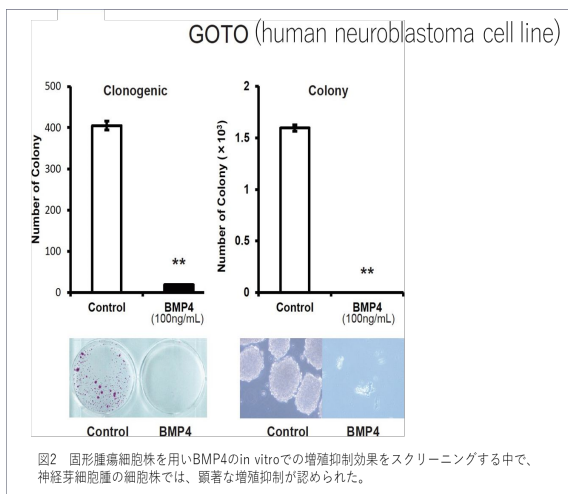 GOTO (human neuroblastoma cell line)
Clonogenic
Number of Colony
500
400
300
200
100
0
**
Control
BMP4
(100ng/mL)
Control
BMP4
Colony
Number of Colony (×10³)
2
1.5
1
0.5
0
**
Control
BMP4
(100ng/mL)
Control
BMP4
図2 固形腫瘍細胞株を用いBMP4のin vitroでの増殖抑制効果をスクリーニングする中で、
神経芽細胞腫の細胞株では、顕著な増殖抑制が認められた。